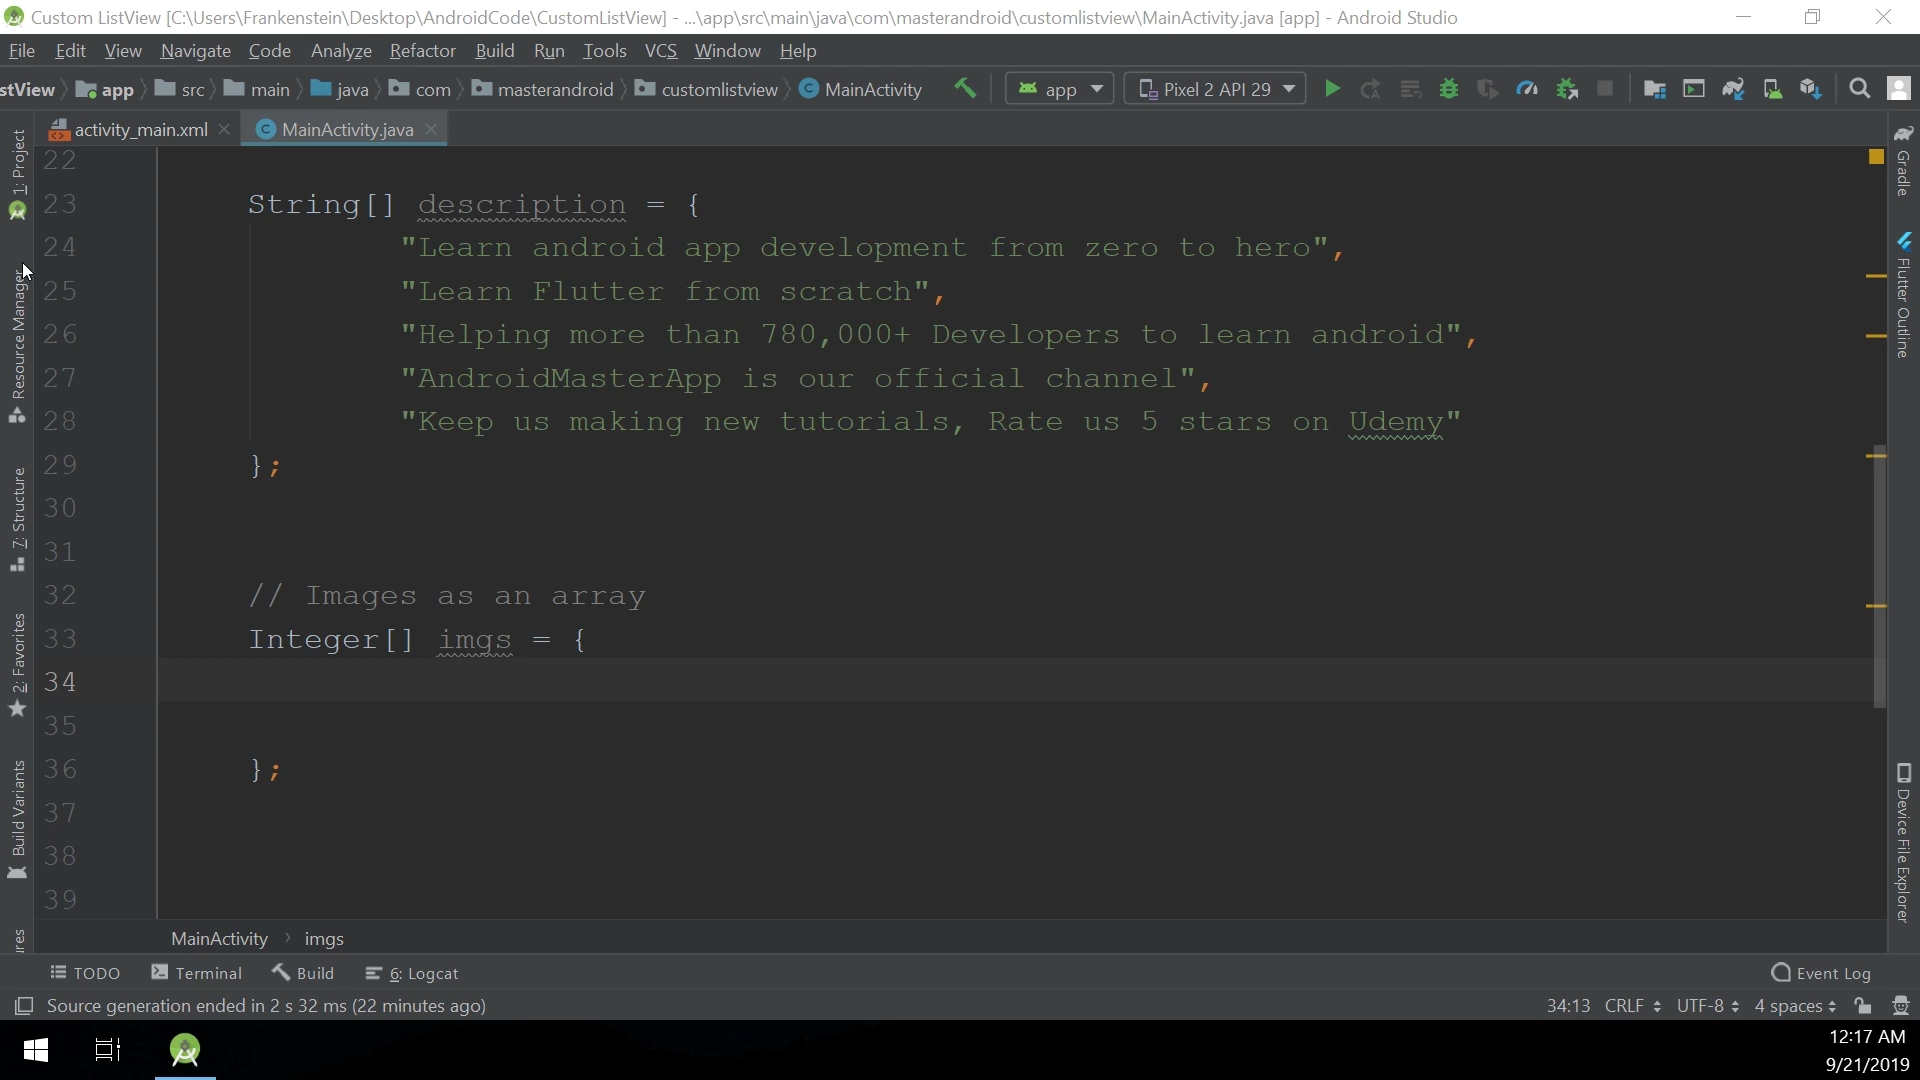 Custom ListView [C:\Users\Frankenstein\Desktop\AndroidCode\CustomListView] - ...\app\src\main\java\com\masterandroid\customlistview\MainActivity.java [app] - Android Studio
File Edit View Navigate Code Analyze Refactor Build Run Tools VCS Window Help
stView app src main java com masterandroid customlistview MainActivity app Pixel 2 API 29
activity_main.xml MainActivity.java
22
23 String[] description = {
24 "Learn android app development from zero to hero",
25 "Learn Flutter from scratch",
26 "Helping more than 780,000+ Developers to learn android",
27 "AndroidMasterApp is our official channel",
28 "Keep us making new tutorials, Rate us 5 stars on Udemy"
29 };
30
31
32 // Images as an array
33 Integer[] imgs = {
34
35
36 };
37
38
39
MainActivity imgs
1: Project
Resource Manager
7: Structure
2: Favorites
Build Variants
res
Gradle
Flutter Outline
Device File Explorer
TODO Terminal Build 6: Logcat Event Log
Source generation ended in 2 s 32 ms (22 minutes ago) 34:13 CRLF UTF-8 4 spaces
12:17 AM
9/21/2019